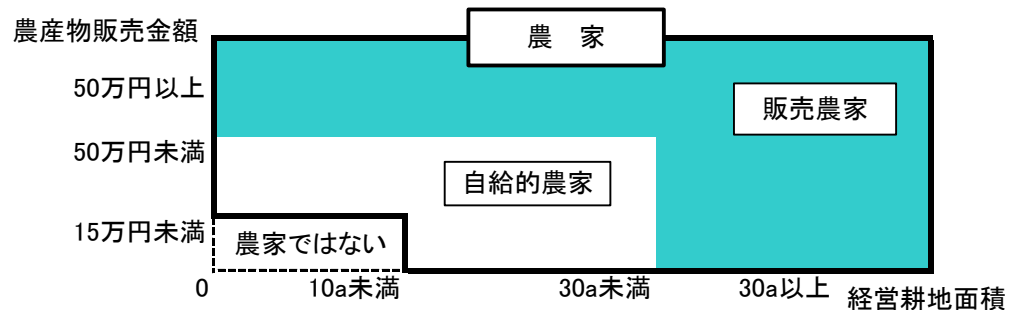 農産物販売金額
農　家
50万円以上
販売農家
50万円未満
自給的農家
15万円未満
農家ではない
0
10a未満
30a未満
30a以上
経営耕地面積